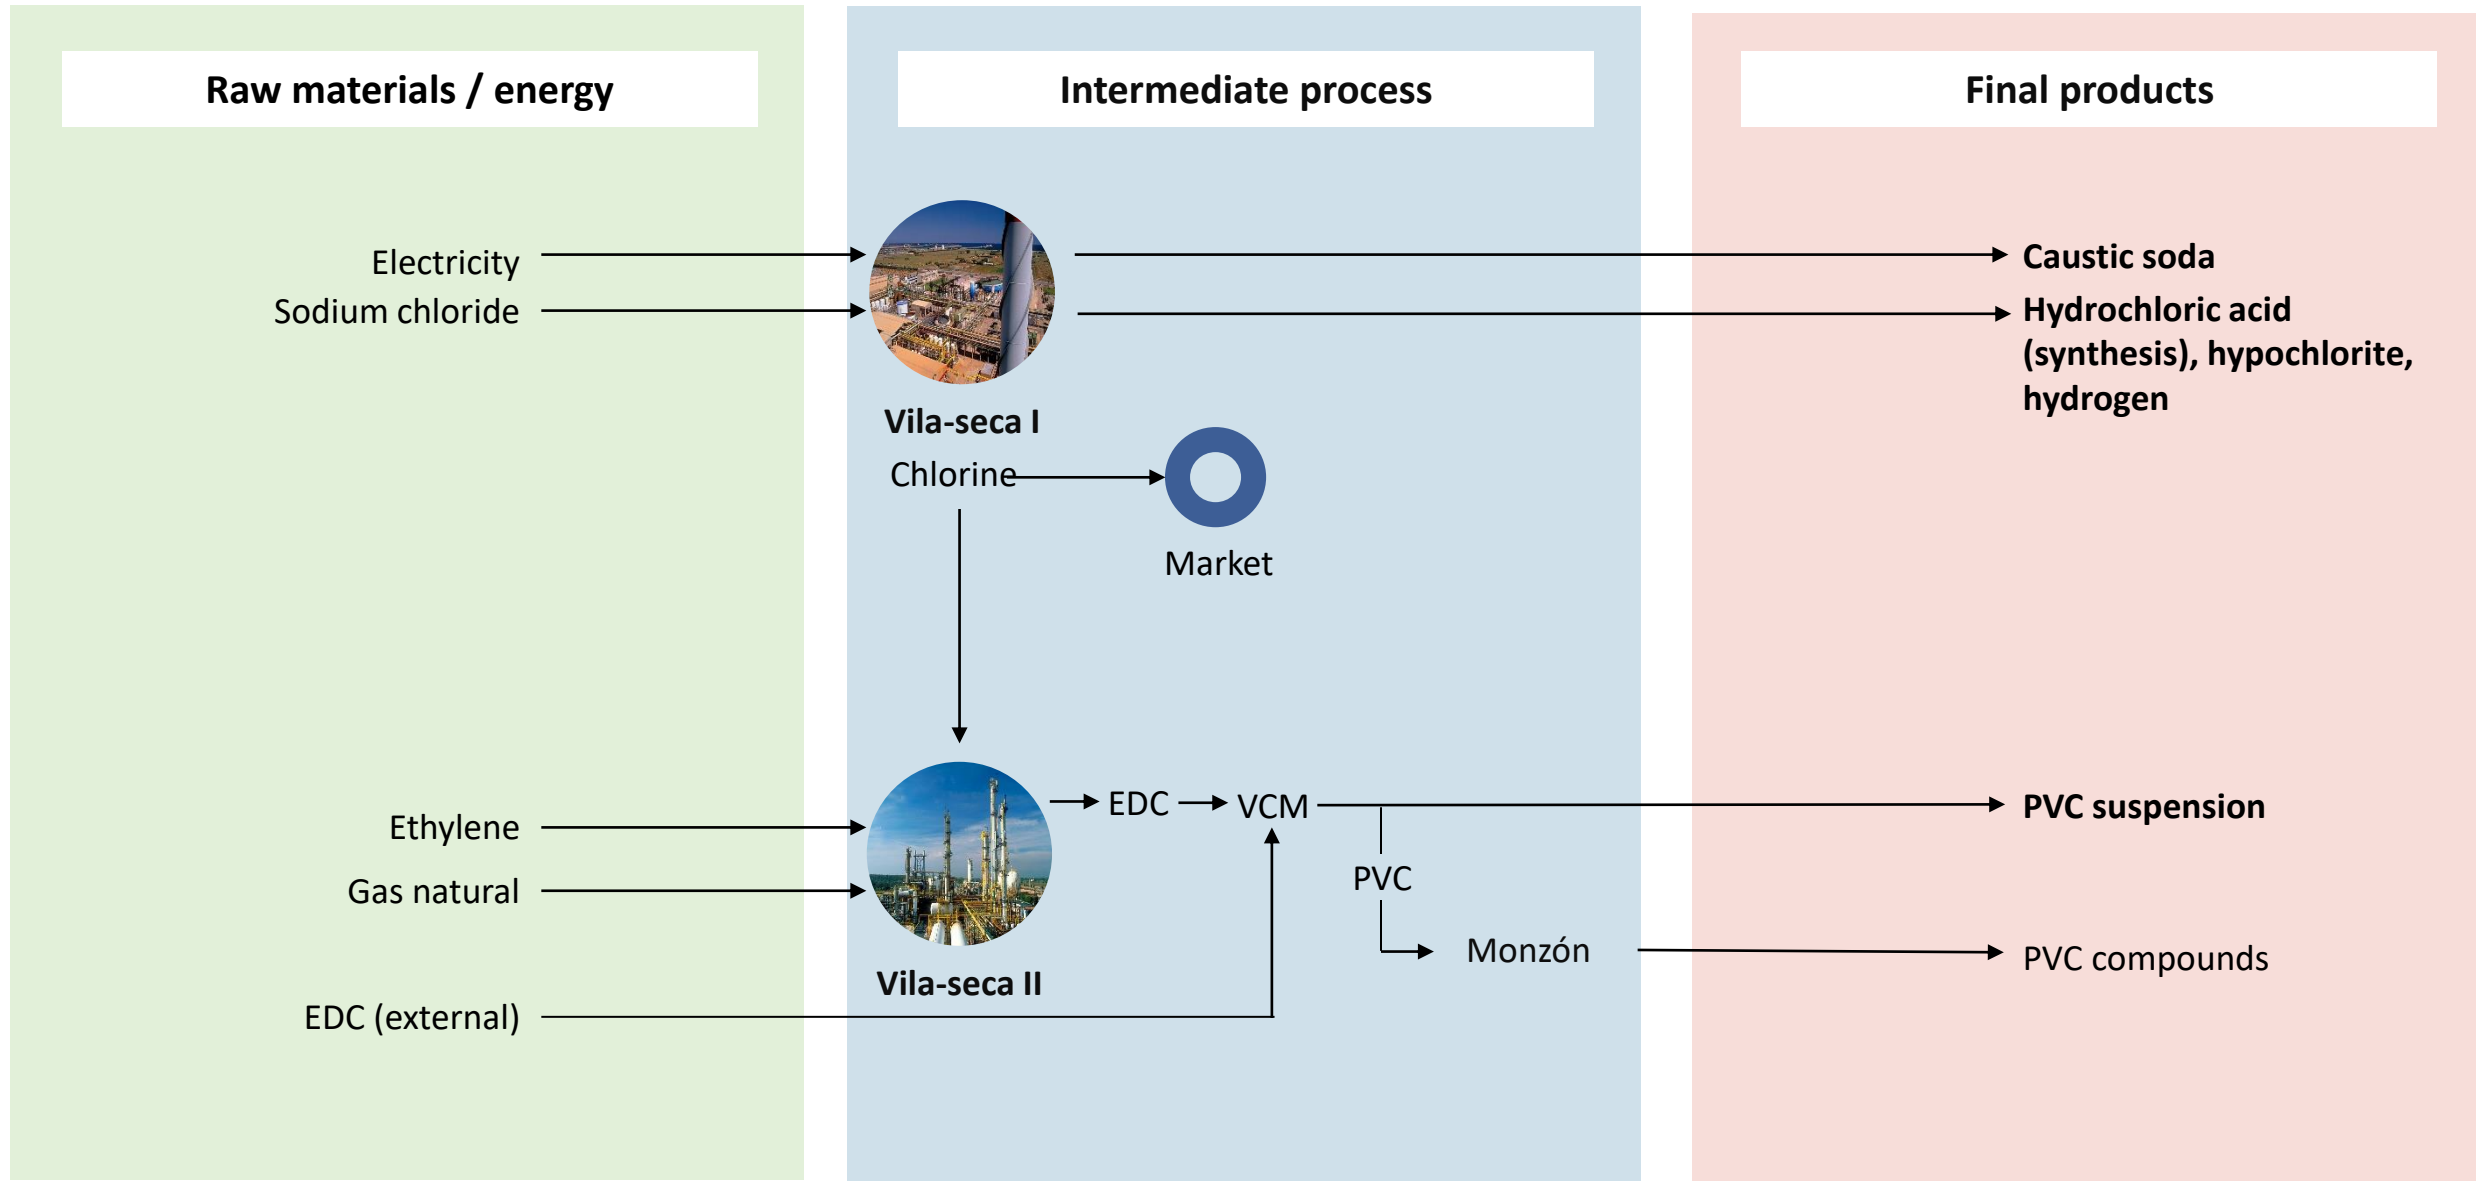 Raw materials / energy
Intermediate process
Final products
Electricity
Sodium chloride
Vila-seca I
Chlorine
Market
Caustic soda
Hydrochloric acid
(synthesis), hypochlorite,
hydrogen
Ethylene
Gas natural
EDC (external)
Vila-seca II
EDC
VCM
PVC
Monzón
PVC suspension
PVC compounds